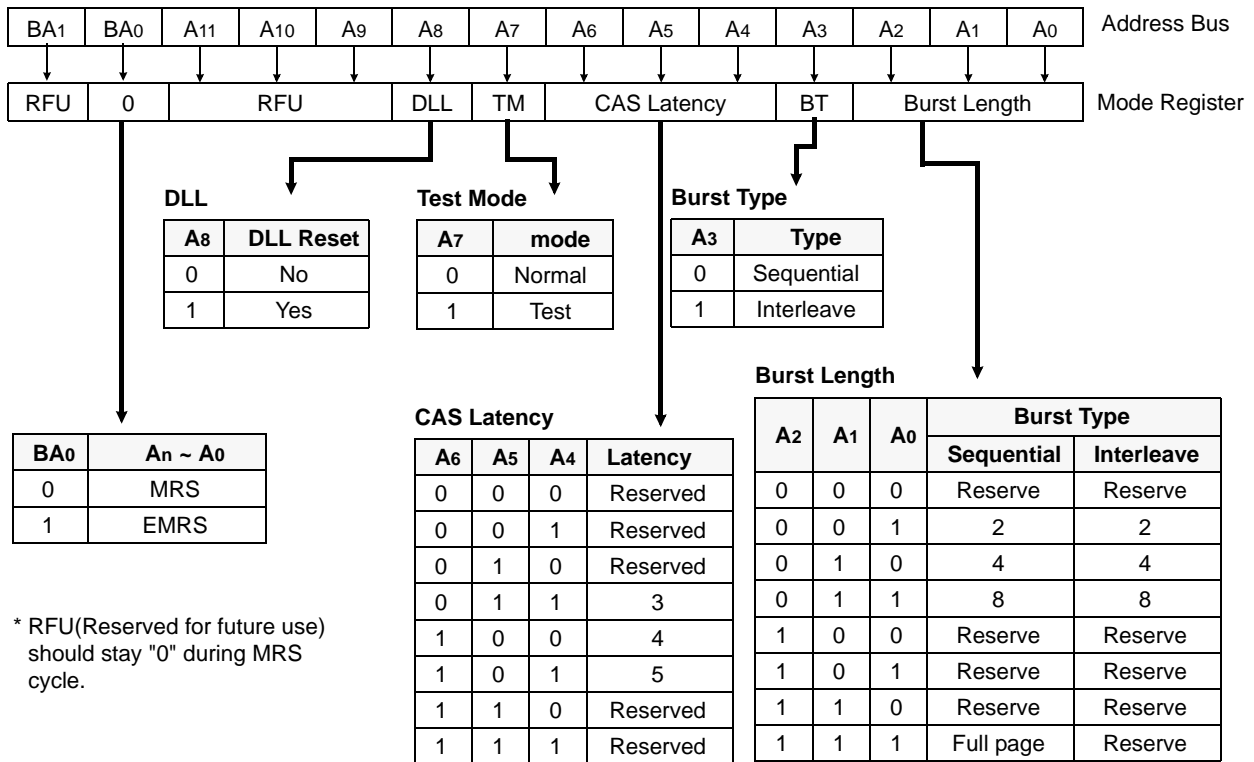 BA1 BA0 A11 A10 A9 A8 A7 A6 A5 A4 A3 A2 A1 A0 Address Bus
RFU 0 RFU DLL TM CAS Latency BT Burst Length Mode Register
DLL
A8 DLL Reset
0 No
1 Yes
Test Mode
A7 mode
0 Normal
1 Test
Burst Type
A3 Type
0 Sequential
1 Interleave
BA0 An ~ A0
0 MRS
1 EMRS
* RFU(Reserved for future use)
should stay "0" during MRS
cycle.
CAS Latency
A6 A5 A4 Latency
0 0 0 Reserved
0 0 1 Reserved
0 1 0 Reserved
0 1 1 3
1 0 0 4
1 0 1 5
1 1 0 Reserved
1 1 1 Reserved
Burst Length
A2 A1 A0 Burst Type
Sequential Interleave
0 0 0 Reserve Reserve
0 0 1 2 2
0 1 0 4 4
0 1 1 8 8
1 0 0 Reserve Reserve
1 0 1 Reserve Reserve
1 1 0 Reserve Reserve
1 1 1 Full page Reserve